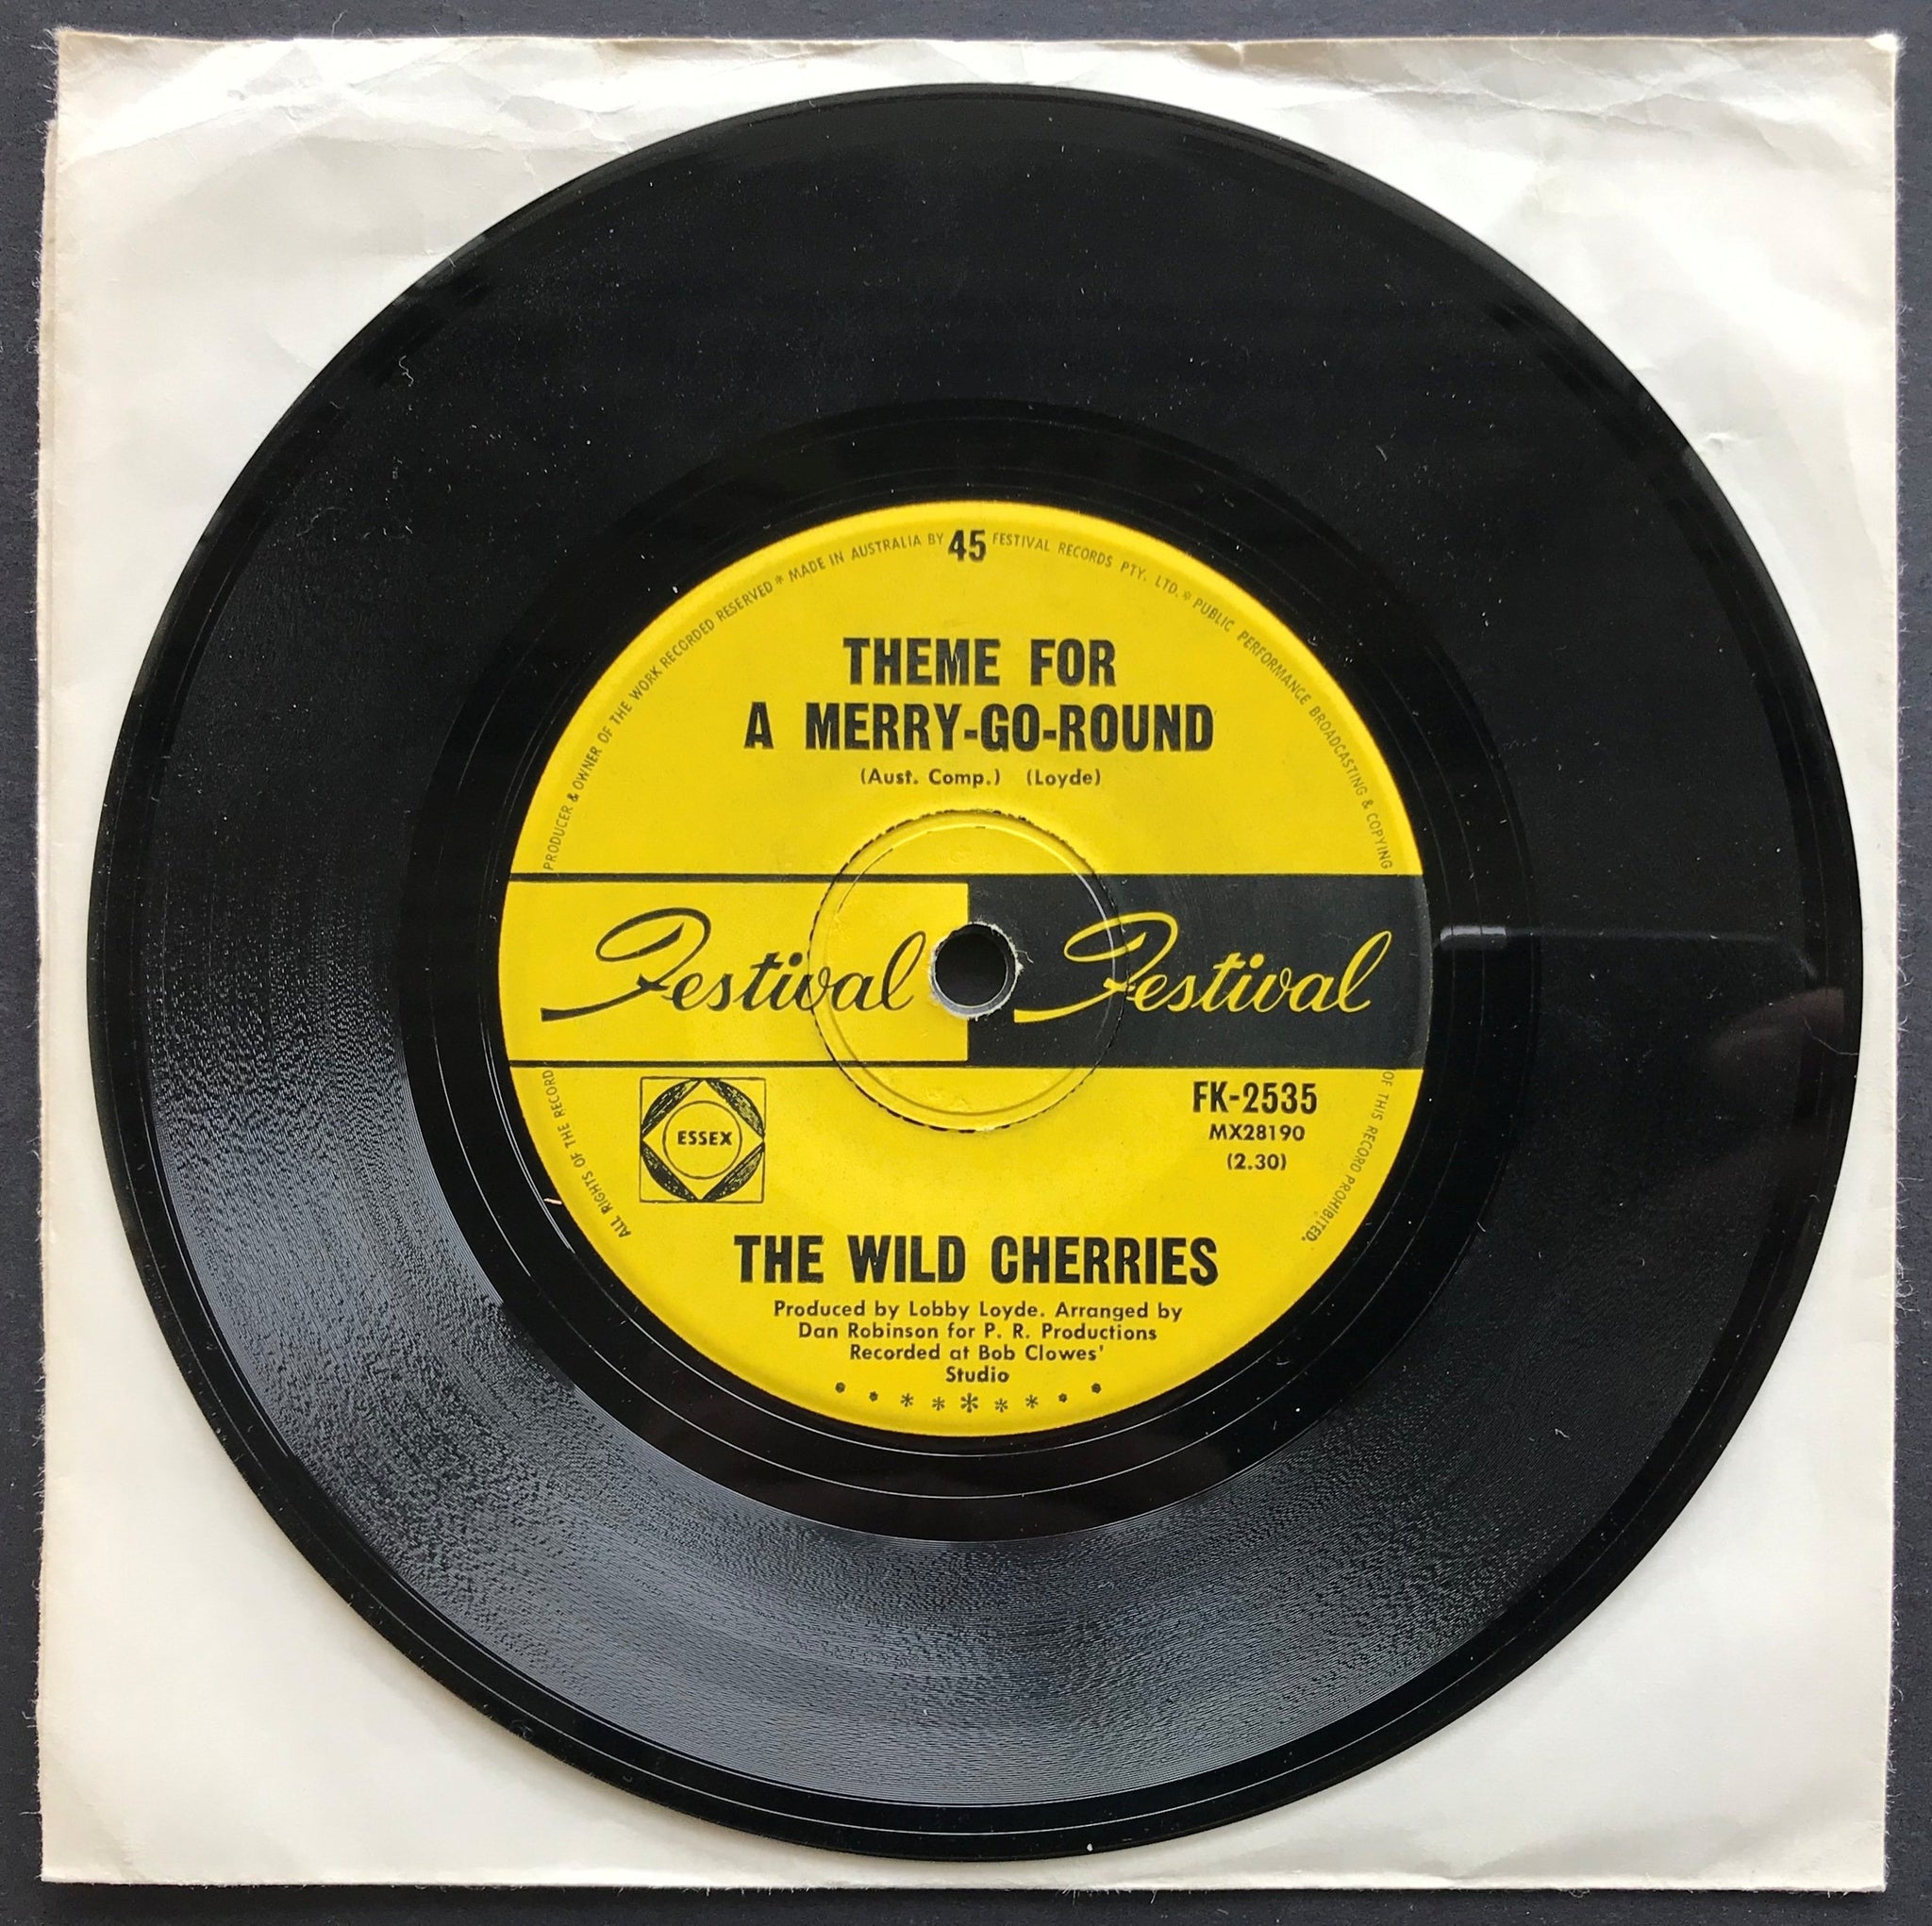 45
PRODUCER & OWNER OF THE WORK RECORDED RESERVED * MADE IN AUSTRALIA BY FESTIVAL RECORDS PTY. LTD. * PUBLIC PERFORMANCE BROADCASTING & COPYING
THEME FOR
A MERRY-GO-ROUND
(Aust. Comp.) (Loyde)
Festival Festival
ALL RIGHTS OF THE RECORD
OF THIS RECORD PROHIBITED.
ESSEX
FK-2535
MX28190
(2.30)
THE WILD CHERRIES
Produced by Lobby Loyde. Arranged by
Dan Robinson for P. R. Productions
Recorded at Bob Clowes'
Studio